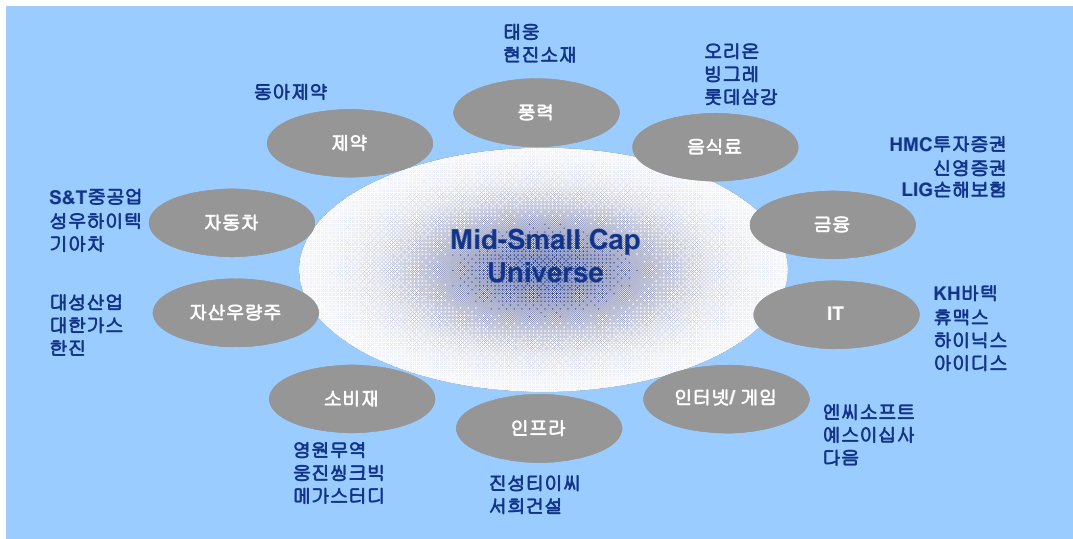 태웅
현진소재
풍력
오리온
빙그레
롯데삼강
음식료
동아제약
제약
HMC투자증권
신영증권
LIG손해보험
금융
S&T중공업
성우하이텍
기아차
자동차
Mid-Small Cap
Universe
대성산업
대한가스
한진
자산우량주
KH바텍
휴맥스
하이닉스
아이디스
IT
소비재
영원무역
웅진씽크빅
메가스터디
인프라
진성티이씨
서희건설
인터넷/ 게임
엔씨소프트
예스이십사
다음